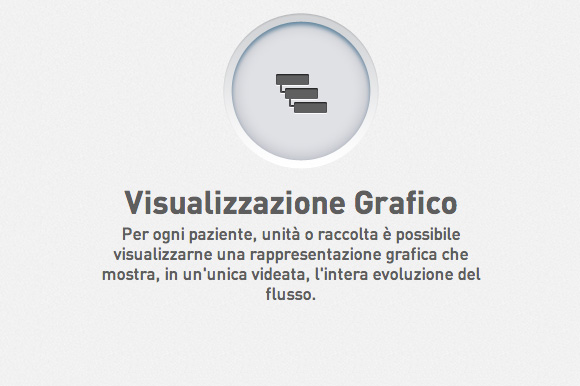 Visualizzazione Grafico
Per ogni paziente, unità o raccolta è possibile
visualizzarne una rappresentazione grafica che
mostra, in un'unica videata, l'intera evoluzione del
flusso.